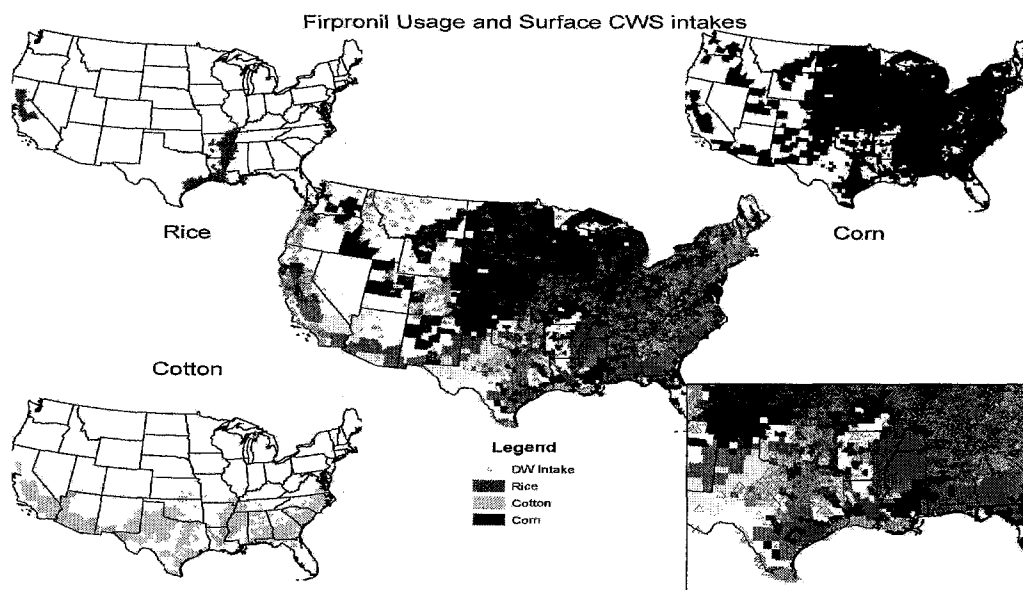 Firpronil Usage and Surface CWS intakes
Rice
Corn
Cotton
Legend
DW Intake
Rice
Cotton
Corn